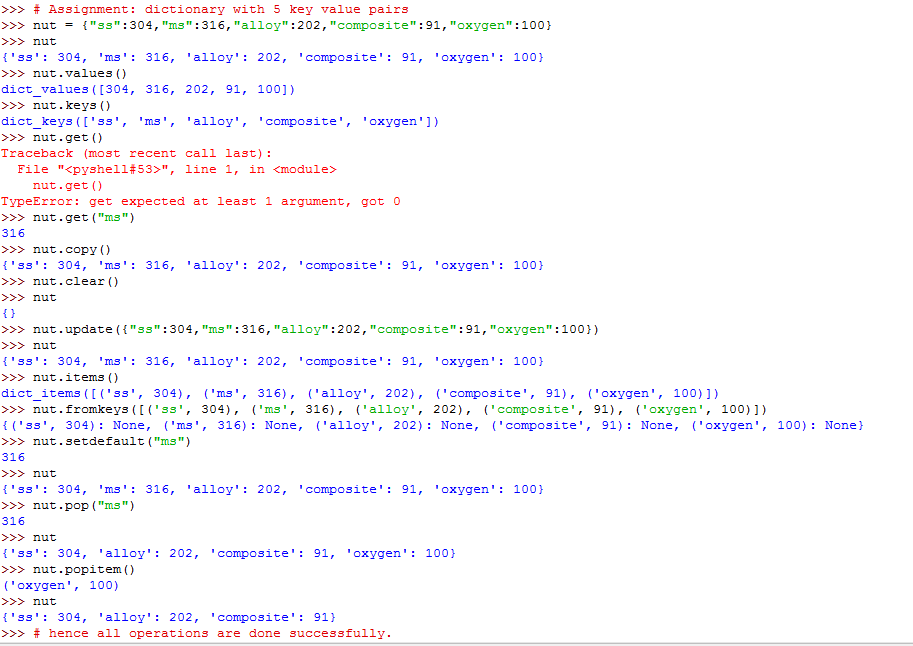 >>> # Assignment: dictionary with 5 key value pairs
>>> nut = {"ss":304,"ms":316,"alloy":202,"composite":91,"oxygen":100}
>>> nut
{'ss': 304, 'ms': 316, 'alloy': 202, 'composite': 91, 'oxygen': 100}
>>> nut.values()
dict_values([304, 316, 202, 91, 100])
>>> nut.keys()
dict_keys(['ss', 'ms', 'alloy', 'composite', 'oxygen'])
>>> nut.get()
Traceback (most recent call last):
  File "<pyshell#53>", line 1, in <module>
    nut.get()
TypeError: get expected at least 1 argument, got 0
>>> nut.get("ms")
316
>>> nut.copy()
{'ss': 304, 'ms': 316, 'alloy': 202, 'composite': 91, 'oxygen': 100}
>>> nut.clear()
>>> nut
{}
>>> nut.update({"ss":304,"ms":316,"alloy":202,"composite":91,"oxygen":100})
>>> nut
{'ss': 304, 'ms': 316, 'alloy': 202, 'composite': 91, 'oxygen': 100}
>>> nut.items()
dict_items([('ss', 304), ('ms', 316), ('alloy', 202), ('composite', 91), ('oxygen', 100)])
>>> nut.fromkeys([('ss', 304), ('ms', 316), ('alloy', 202), ('composite', 91), ('oxygen', 100)])
{('ss', 304): None, ('ms', 316): None, ('alloy', 202): None, ('composite', 91): None, ('oxygen', 100): None}
>>> nut.setdefault("ms")
316
>>> nut
{'ss': 304, 'ms': 316, 'alloy': 202, 'composite': 91, 'oxygen': 100}
>>> nut.pop("ms")
316
>>> nut
{'ss': 304, 'alloy': 202, 'composite': 91, 'oxygen': 100}
>>> nut.popitem()
('oxygen', 100)
>>> nut
{'ss': 304, 'alloy': 202, 'composite': 91}
>>> # hence all operations are done successfully.